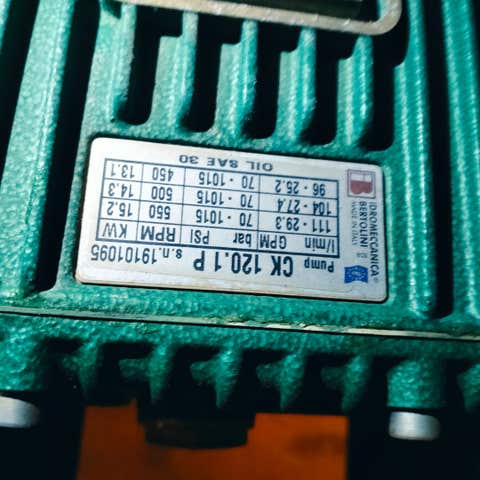 IDROMECCANICA®
BERTOLINI
MADE IN ITALY
Pump CK 120.1 P s.n.19101095
l/min GPM bar PSI RPM KW
111 - 29.3 70 - 1015 550 15.2
104 - 27.4 70 - 1015 500 14.3
96 - 25.2 70 - 1015 450 13.1
OIL SAE 30